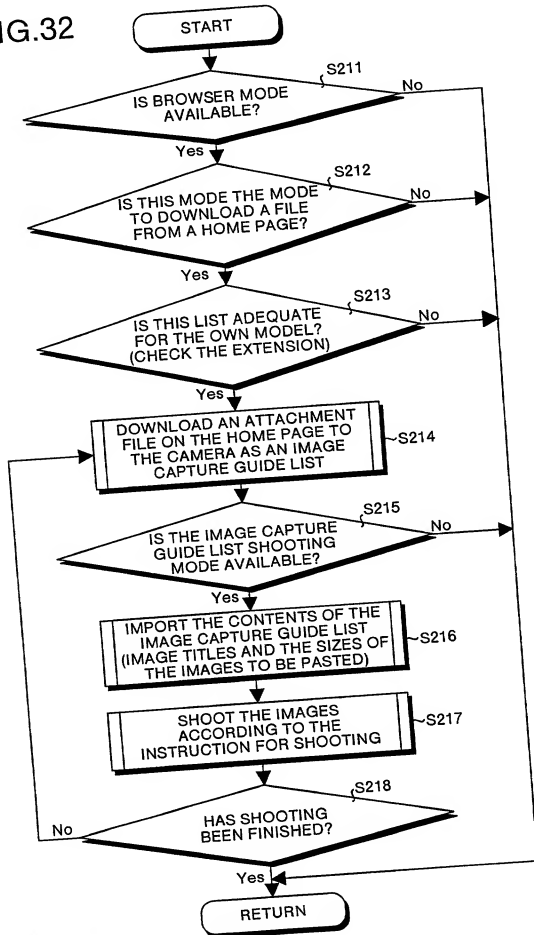 IG.32
START
S211
IS BROWSER MODE
AVAILABLE?
No
Yes
S212
IS THIS MODE THE MODE
TO DOWNLOAD A FILE
FROM A HOME PAGE?
No
Yes
S213
IS THIS LIST ADEQUATE
FOR THE OWN MODEL?
(CHECK THE EXTENSION)
No
Yes
DOWNLOAD AN ATTACHMENT
FILE ON THE HOME PAGE TO
THE CAMERA AS AN IMAGE
CAPTURE GUIDE LIST
S214
S215
IS THE IMAGE CAPTURE
GUIDE LIST SHOOTING
MODE AVAILABLE?
No
Yes
IMPORT THE CONTENTS OF THE
IMAGE CAPTURE GUIDE LIST
(IMAGE TITLES AND THE SIZES OF
THE IMAGES TO BE PASTED)
S216
SHOOT THE IMAGES
ACCORDING TO THE
INSTRUCTION FOR SHOOTING
S217
S218
HAS SHOOTING
BEEN FINISHED?
No
Yes
RETURN